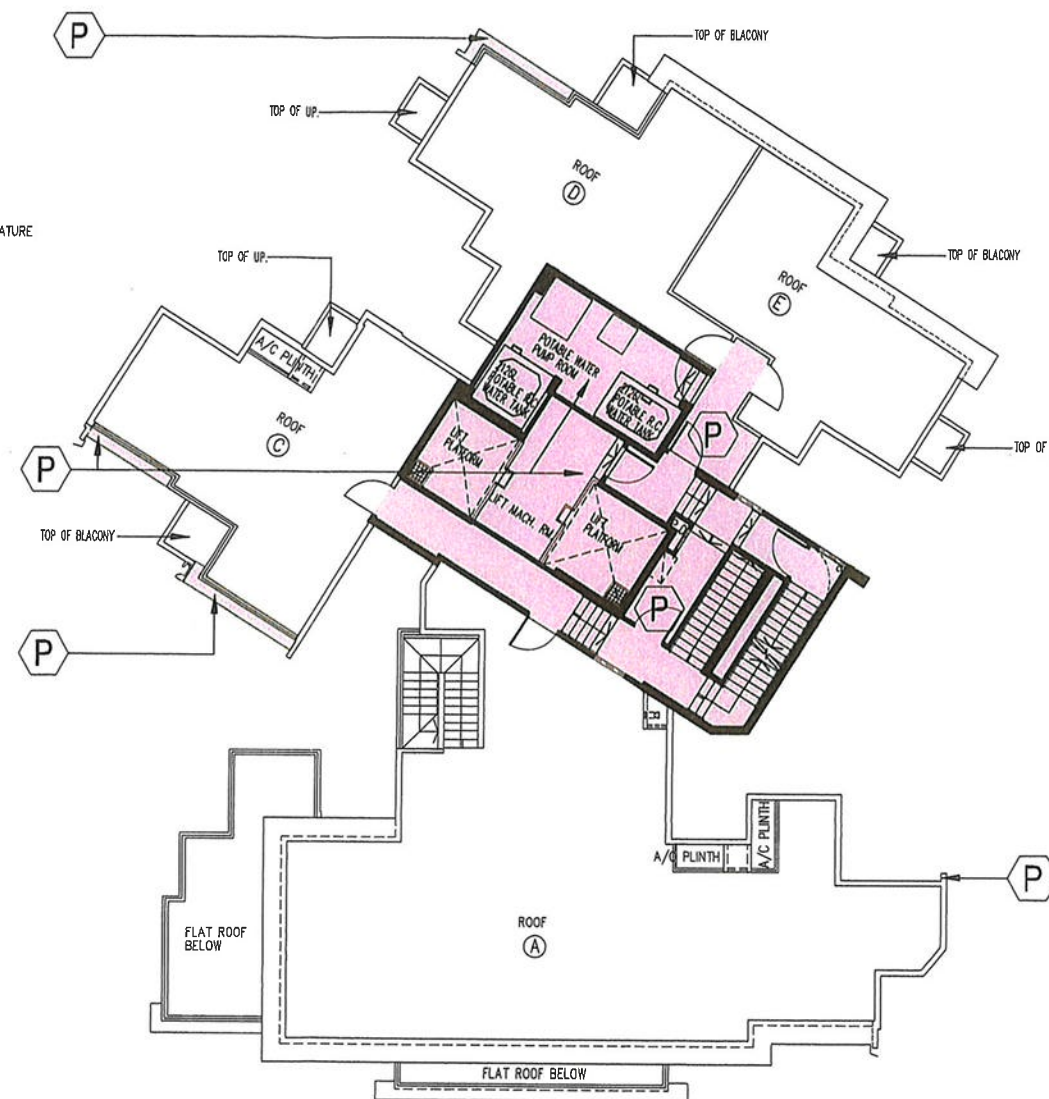 P
TOP OF BLACONY
TOP OF UP.
ROOF
D
ATURE
TOP OF UP.
TOP OF BLACONY
ROOF
E
A/C PLINTH
POTABLE WATER
PUMP ROOM
2126L
POTABLE R.C
WATER TANK
2126L
POTABLE R.C
WATER TANK
ROOF
C
P
TOP OF
P
LIFT
PLATFORM
LIFT MACH. RM
LIFT
PLATFORM
TOP OF BLACONY
P
P
A/C PLINTH
A/C PLINTH
P
ROOF
A
FLAT ROOF
BELOW
FLAT ROOF BELOW